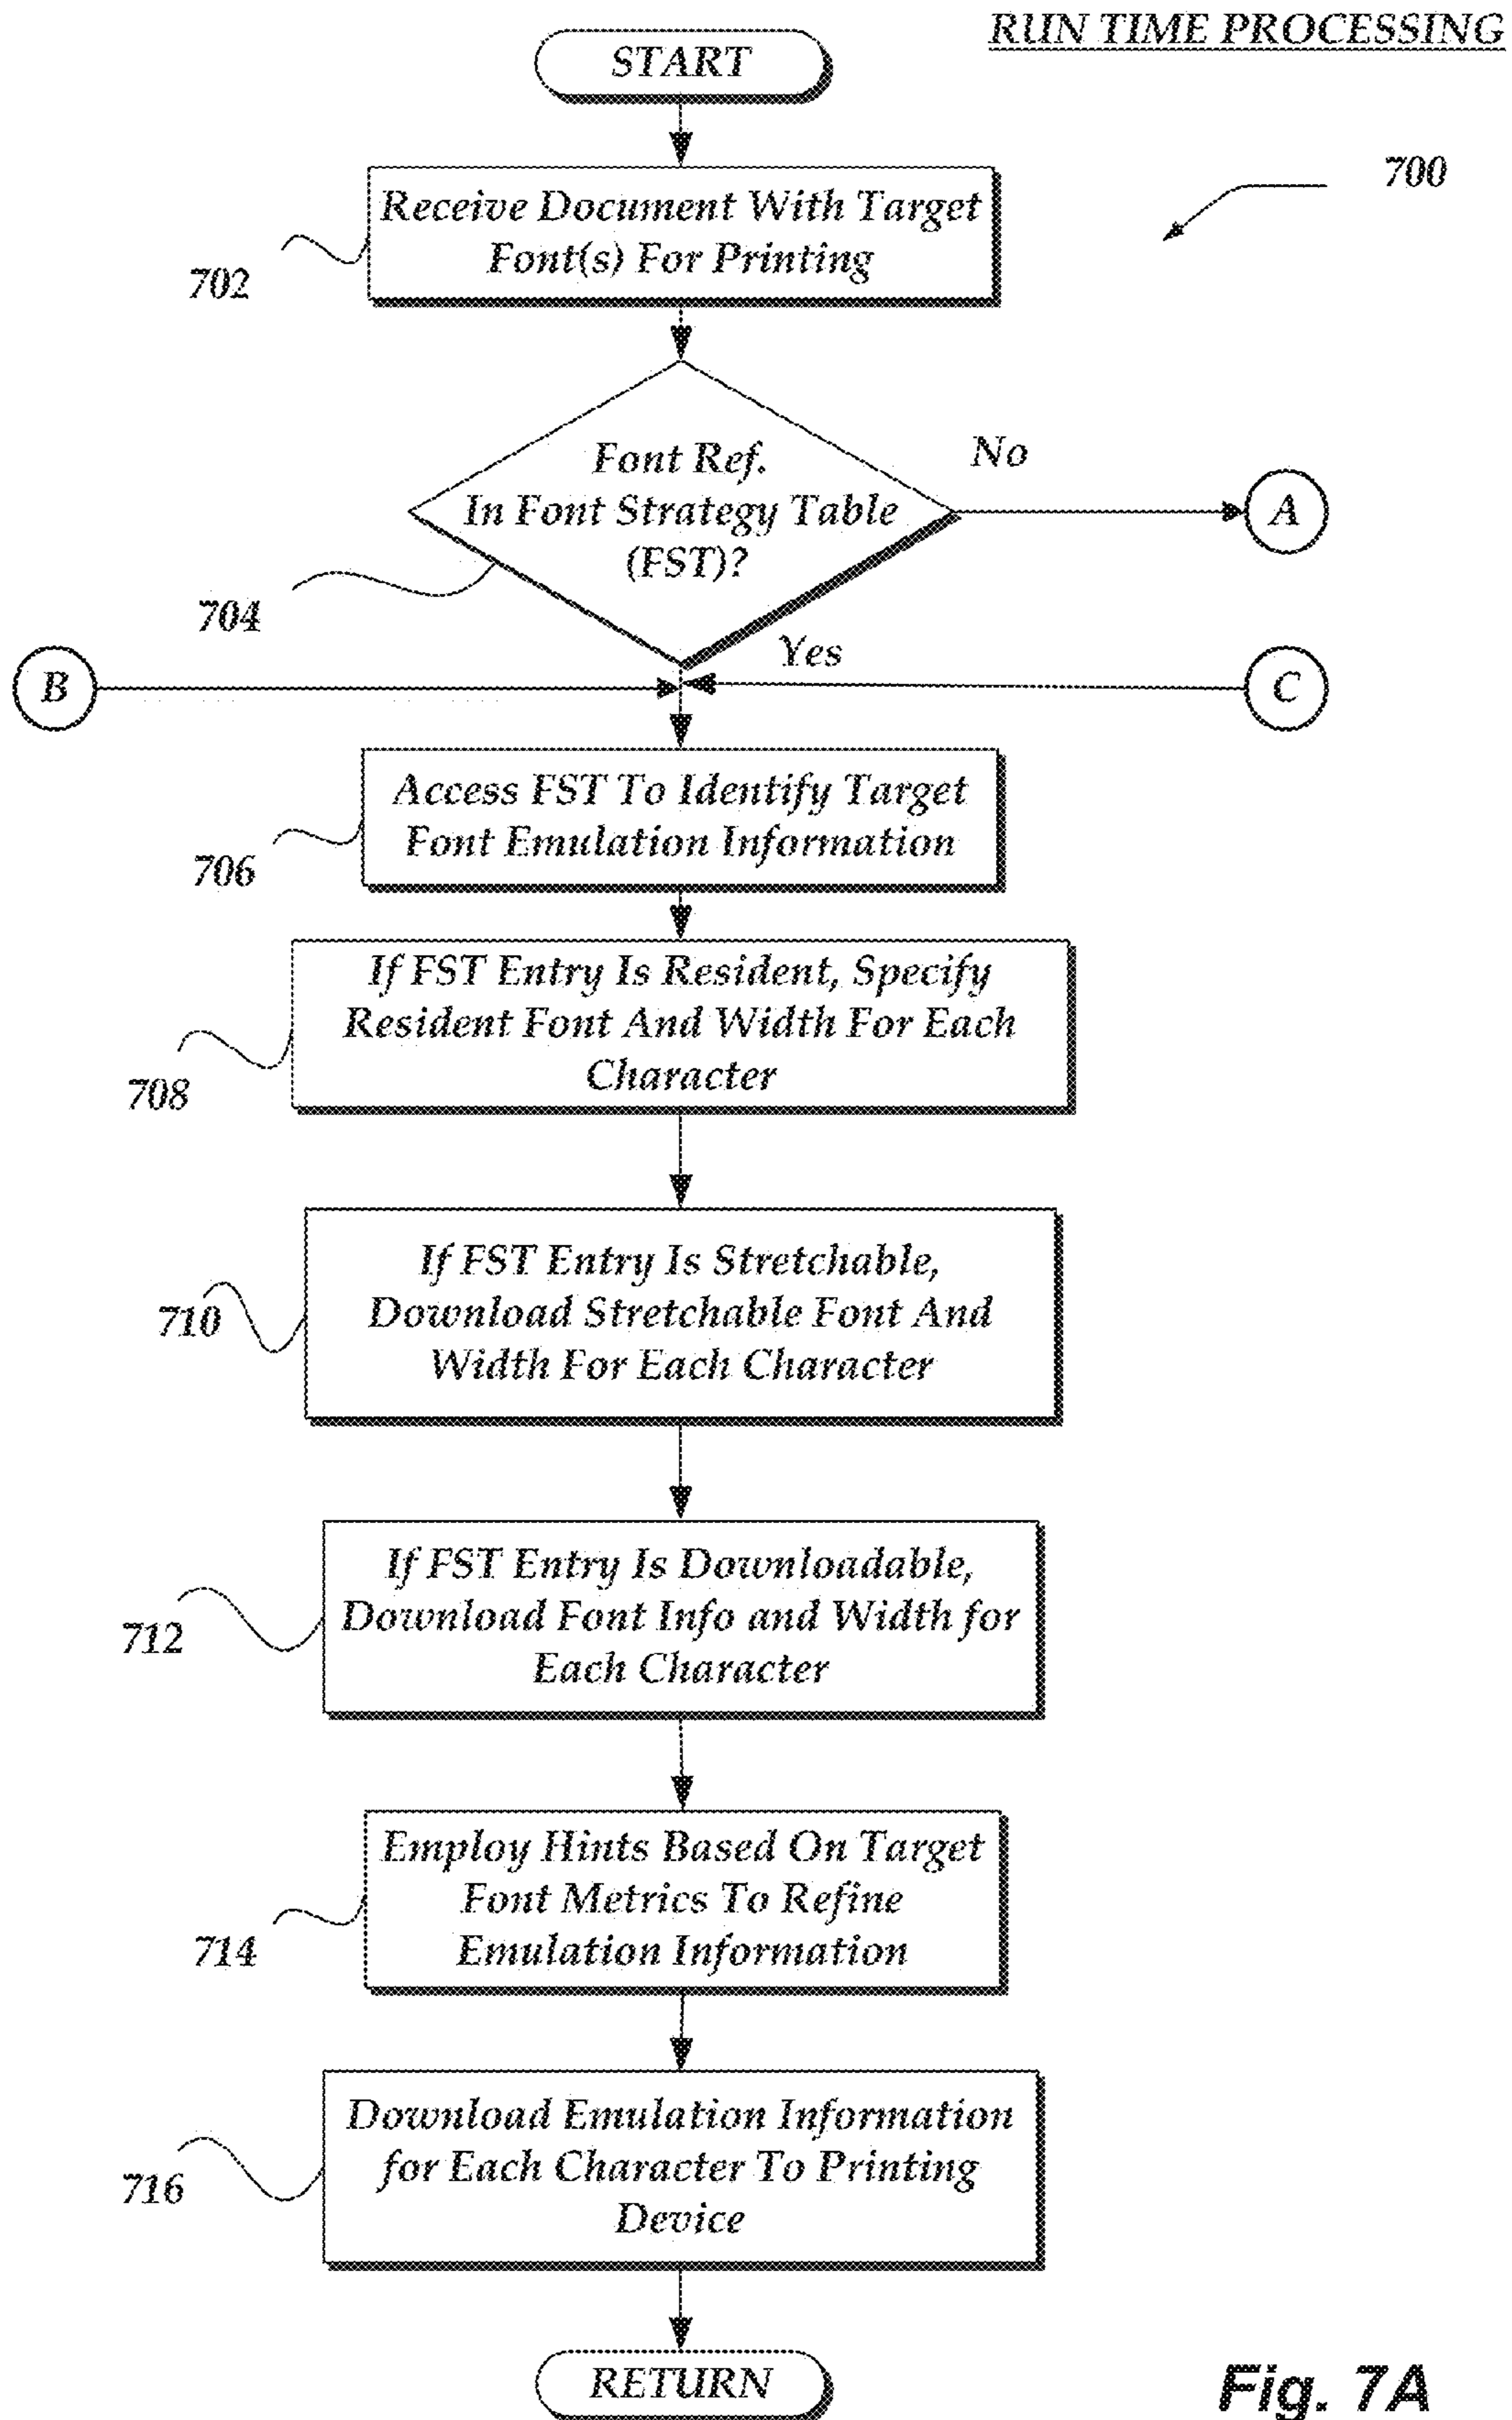 RUN TIME PROCESSING
START
700
Receive Document With Target
Font(s) For Printing
702
Font Ref.
In Font Strategy Table
(FST)?
No
A
704
Yes
B
C
Access FST To Identify Target
Font Emulation Information
706
If FST Entry Is Resident, Specify
Resident Font And Width For Each
Character
708
If FST Entry Is Stretchable,
Download Stretchable Font And
Width For Each Character
710
If FST Entry Is Downloadable,
Download Font Info and Width for
Each Character
712
Employ Hints Based On Target
Font Metrics To Refine
Emulation Information
714
Download Emulation Information
for Each Character To Printing
Device
716
RETURN
Fig. 7A